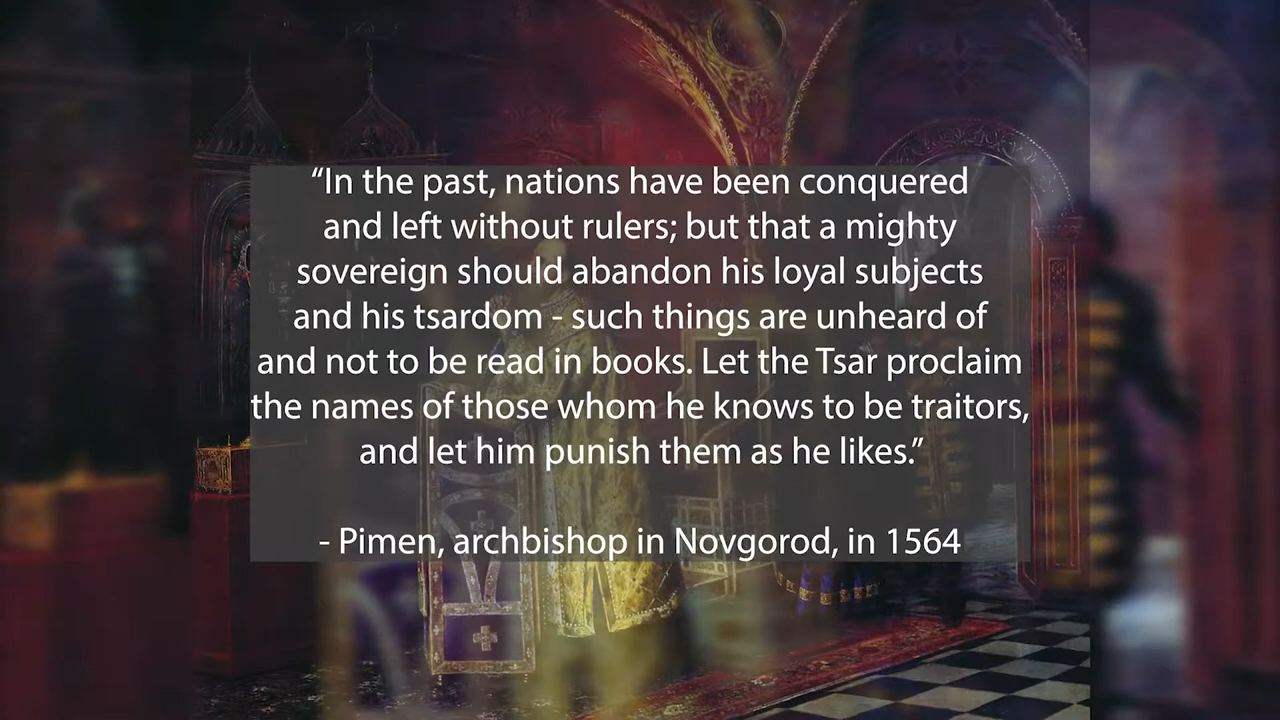 “In the past, nations have been conquered
and left without rulers; but that a mighty
sovereign should abandon his loyal subjects
and his tsardom - such things are unheard of
and not to be read in books. Let the Tsar proclaim
the names of those whom he knows to be traitors,
and let him punish them as he likes.”
- Pimen, archbishop in Novgorod, in 1564